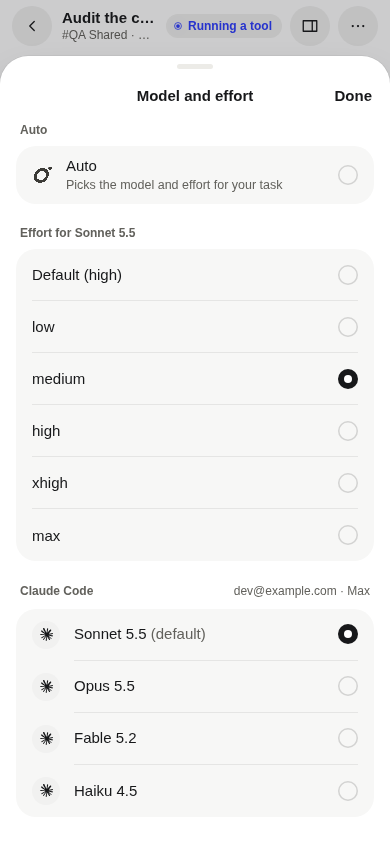 Audit the c…
#QA Shared · …
Running a tool
Model and effort
Done
Auto
Auto
Picks the model and effort for your task
Effort for Sonnet 5.5
Default (high)
low
medium
high
xhigh
max
Claude Code
dev@example.com · Max
Sonnet 5.5 (default)
Opus 5.5
Fable 5.2
Haiku 4.5